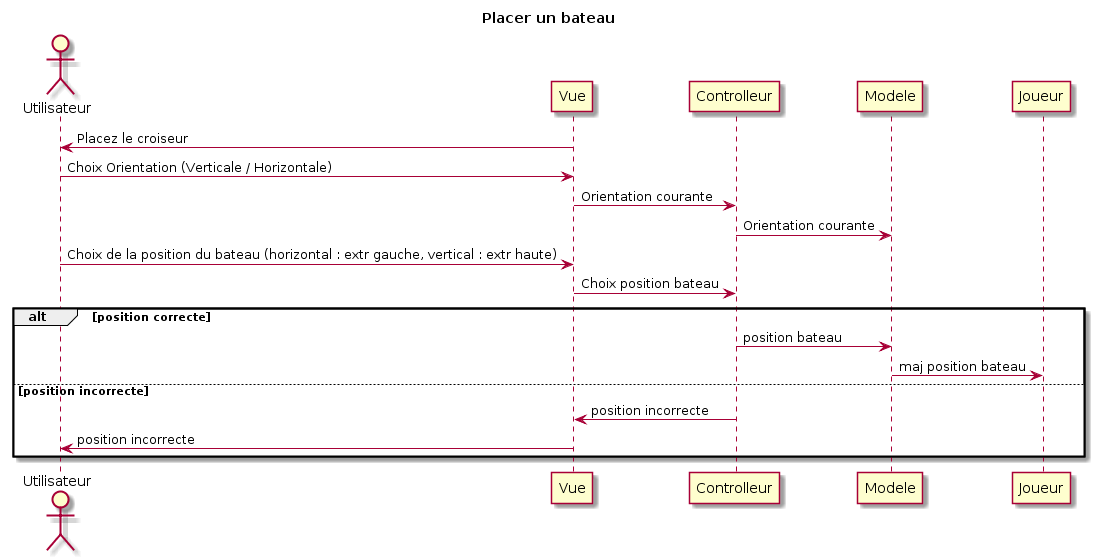 Placer un bateau
Utilisateur
Vue
Controlleur
Modele
Joueur
Placez le croiseur
Choix Orientation (Verticale / Horizontale)
Orientation courante
Orientation courante
Choix de la position du bateau (horizontal : extr gauche, vertical : extr haute)
Choix position bateau
alt [position correcte]
position bateau
maj position bateau
[position incorrecte]
position incorrecte
position incorrecte
Utilisateur
Vue
Controlleur
Modele
Joueur